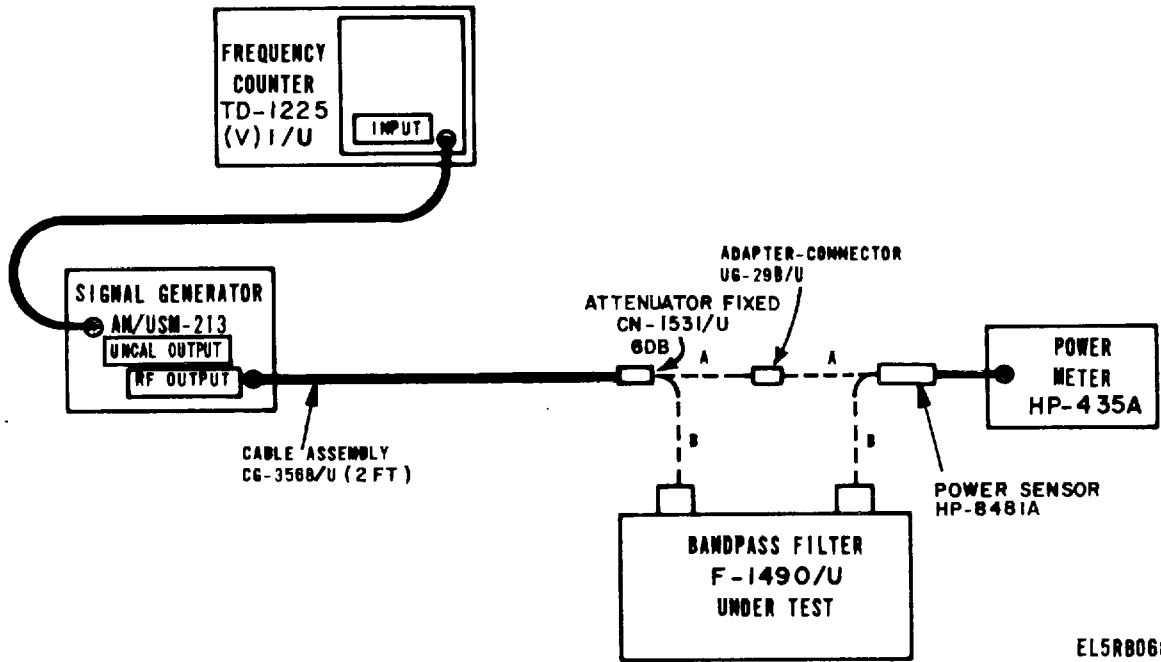 FREQUENCY
COUNTER
TD-1225
(V)1/U
INPUT
SIGNAL GENERATOR
AN/USM-213
UNCAL OUTPUT
RF OUTPUT
CABLE ASSEMBLY
CG-3568/U (2 FT)
ATTENUATOR FIXED
CN-1531/U
6DB
ADAPTER-CONNECTOR
UG-29B/U
A
A
B
B
POWER
METER
HP-435A
POWER SENSOR
HP-8481A
BANDPASS FILTER
F-1490/U
UNDER TEST